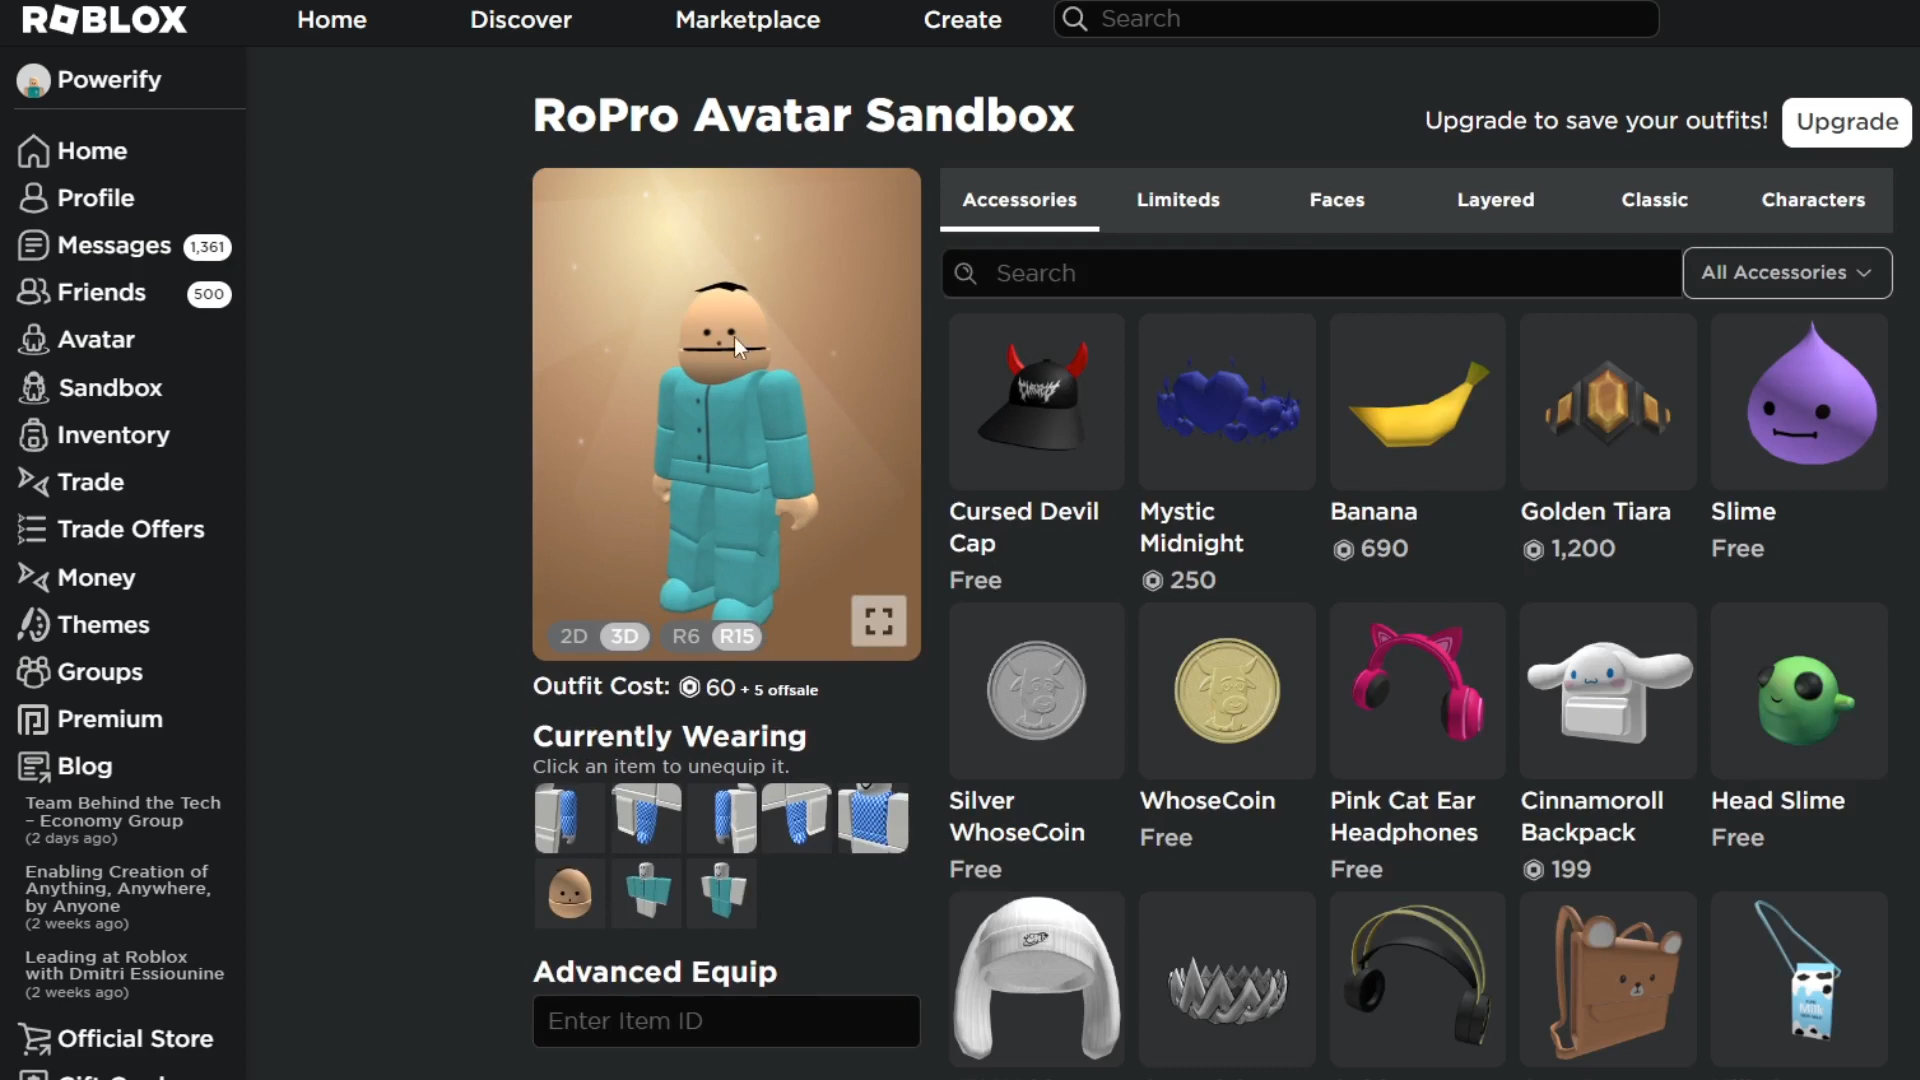 ROBLOX
Home
Discover
Marketplace
Create
Search
Powerify
Home
Profile
Messages 1,361
Friends 500
Avatar
Sandbox
Inventory
Trade
Trade Offers
Money
Themes
Groups
Premium
Blog
Team Behind the Tech
– Economy Group
(2 days ago)
Enabling Creation of
Anything, Anywhere,
by Anyone
(2 weeks ago)
Leading at Roblox
with Dmitri Essiounine
(2 weeks ago)
Official Store
RoPro Avatar Sandbox
Upgrade to save your outfits!
Upgrade
2D 3D R6 R15
Outfit Cost: 60 + 5 offsale
Currently Wearing
Click an item to unequip it.
Advanced Equip
Enter Item ID
Accessories
Limiteds
Faces
Layered
Classic
Characters
Search
All Accessories
Cursed Devil
Cap
Free
Mystic
Midnight
250
Banana
690
Golden Tiara
1,200
Slime
Free
Silver
WhoseCoin
Free
WhoseCoin
Free
Pink Cat Ear
Headphones
Free
Cinnamoroll
Backpack
199
Head Slime
Free